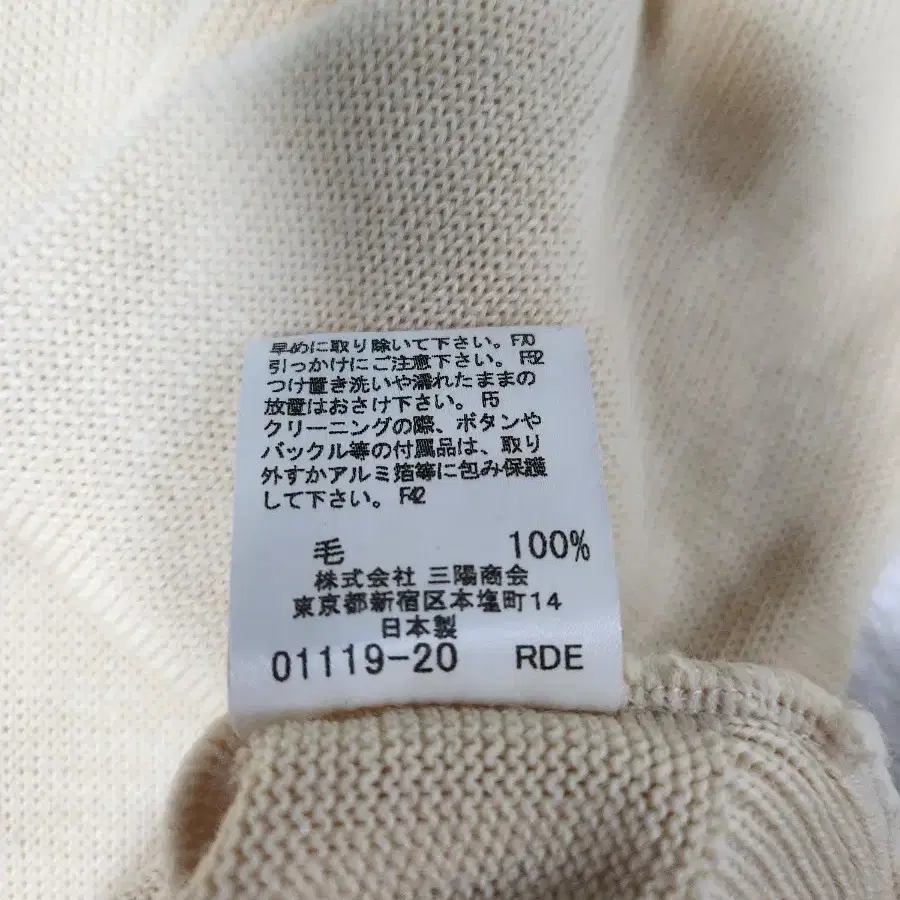 早めに取り除いて下さい。F70
引っかけにご注意下さい。F52
つけ置き洗いや濡れたままの
放置はおさけ下さい。F5
クリーニングの際、ボタンや
バックル等の付属品は、取り
外すかアルミ箔等に包み保護
して下さい。F42
毛 100%
株式会社 三陽商会
東京都新宿区本塩町14
日本製
01119-20 RDE